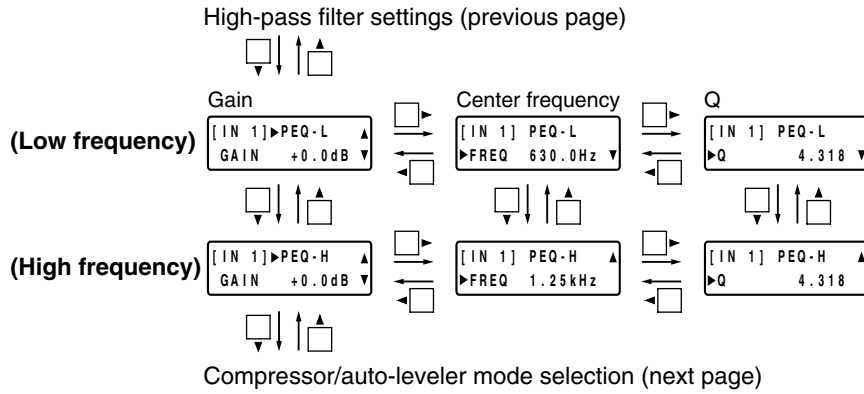 High-pass filter settings (previous page)
Gain Center frequency Q
(Low frequency)
[IN 1]▶PEQ-L ▲
GAIN +0.0dB ▼
[IN 1] PEQ-L
▶FREQ 630.0Hz ▼
[IN 1] PEQ-L
▶Q 4.318 ▼
(High frequency)
[IN 1]▶PEQ-H ▲
GAIN +0.0dB ▼
[IN 1] PEQ-H ▲
▶FREQ 1.25kHz
[IN 1] PEQ-H ▲
▶Q 4.318
Compressor/auto-leveler mode selection (next page)